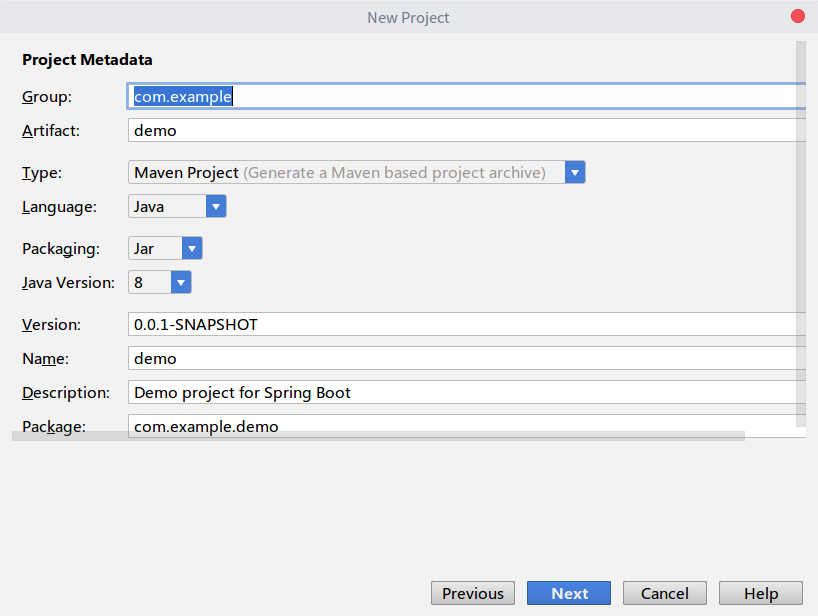 New Project
Project Metadata
Group: com.example
Artifact: demo
Type: Maven Project (Generate a Maven based project archive)
Language: Java
Packaging: Jar
Java Version: 8
Version: 0.0.1-SNAPSHOT
Name: demo
Description: Demo project for Spring Boot
Package: com.example.demo
Previous Next Cancel Help